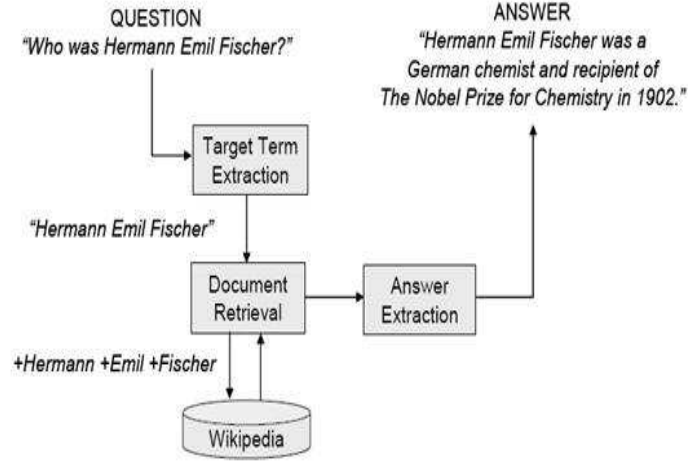 QUESTION
“Who was Hermann Emil Fischer?”
ANSWER
“Hermann Emil Fischer was a
German chemist and recipient of
The Nobel Prize for Chemistry in 1902.”
Target Term
Extraction
“Hermann Emil Fischer”
Document
Retrieval
Answer
Extraction
+Hermann +Emil +Fischer
Wikipedia